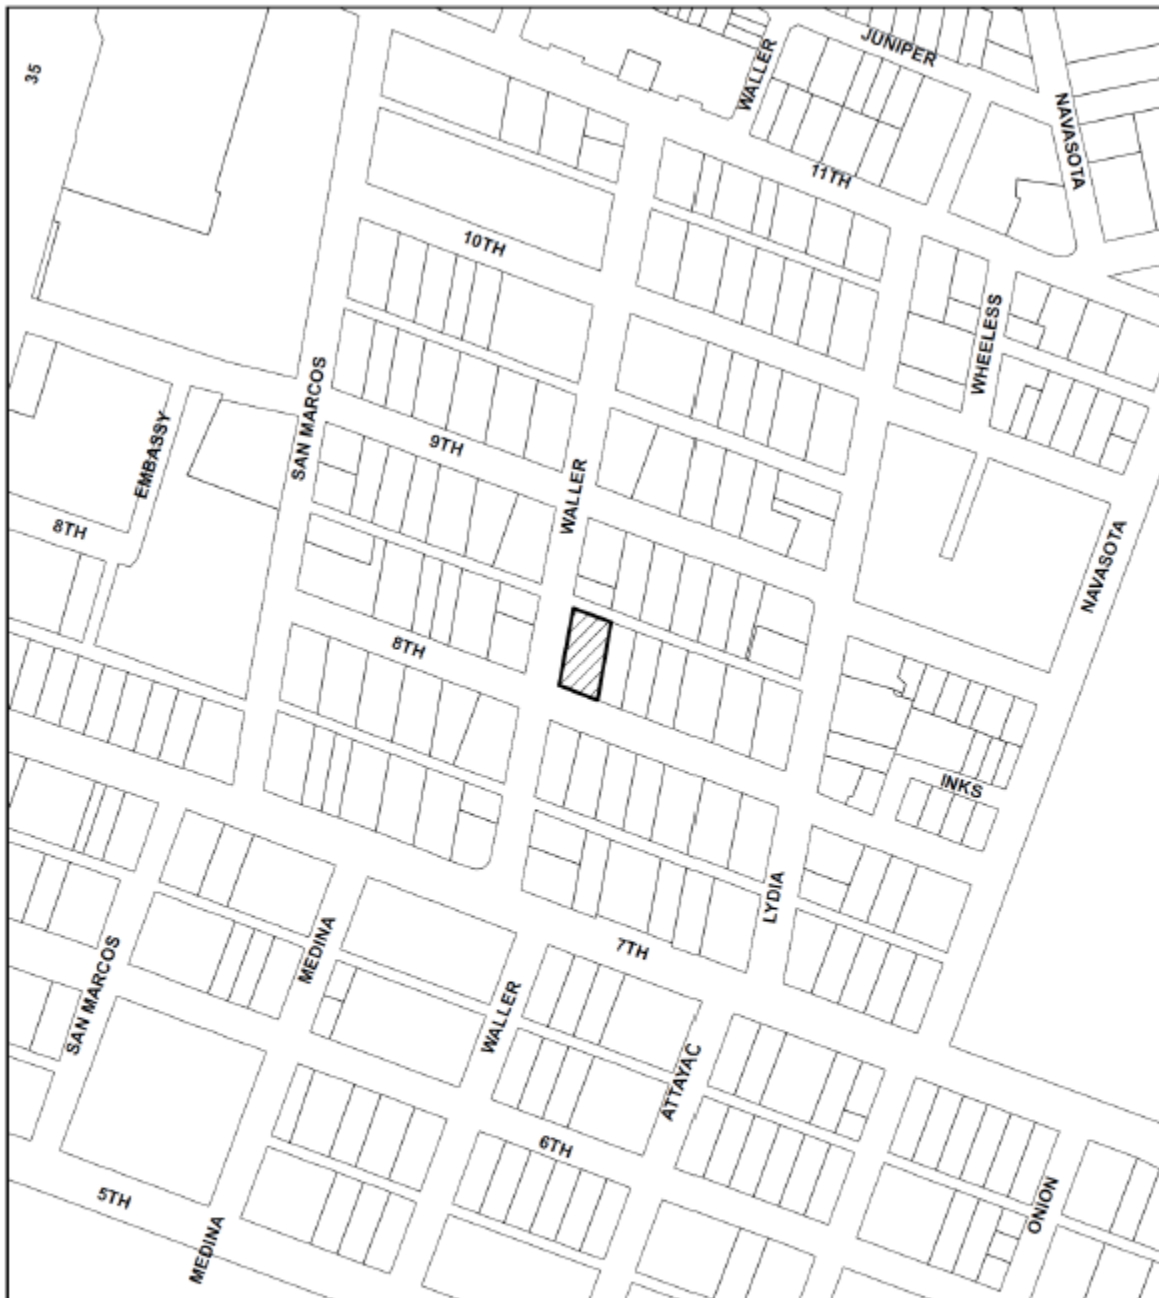 JUNIPER
35
WALLER
NAVASOTA
11TH
10TH
WHEELESS
SAN MARCOS
EMBASSY
9TH
WALLER
8TH
NAVASOTA
8TH
INKS
LYDIA
7TH
MEDINA
SAN MARCOS
WALLER
ATTAYAC
6TH
5TH
ONION
MEDINA